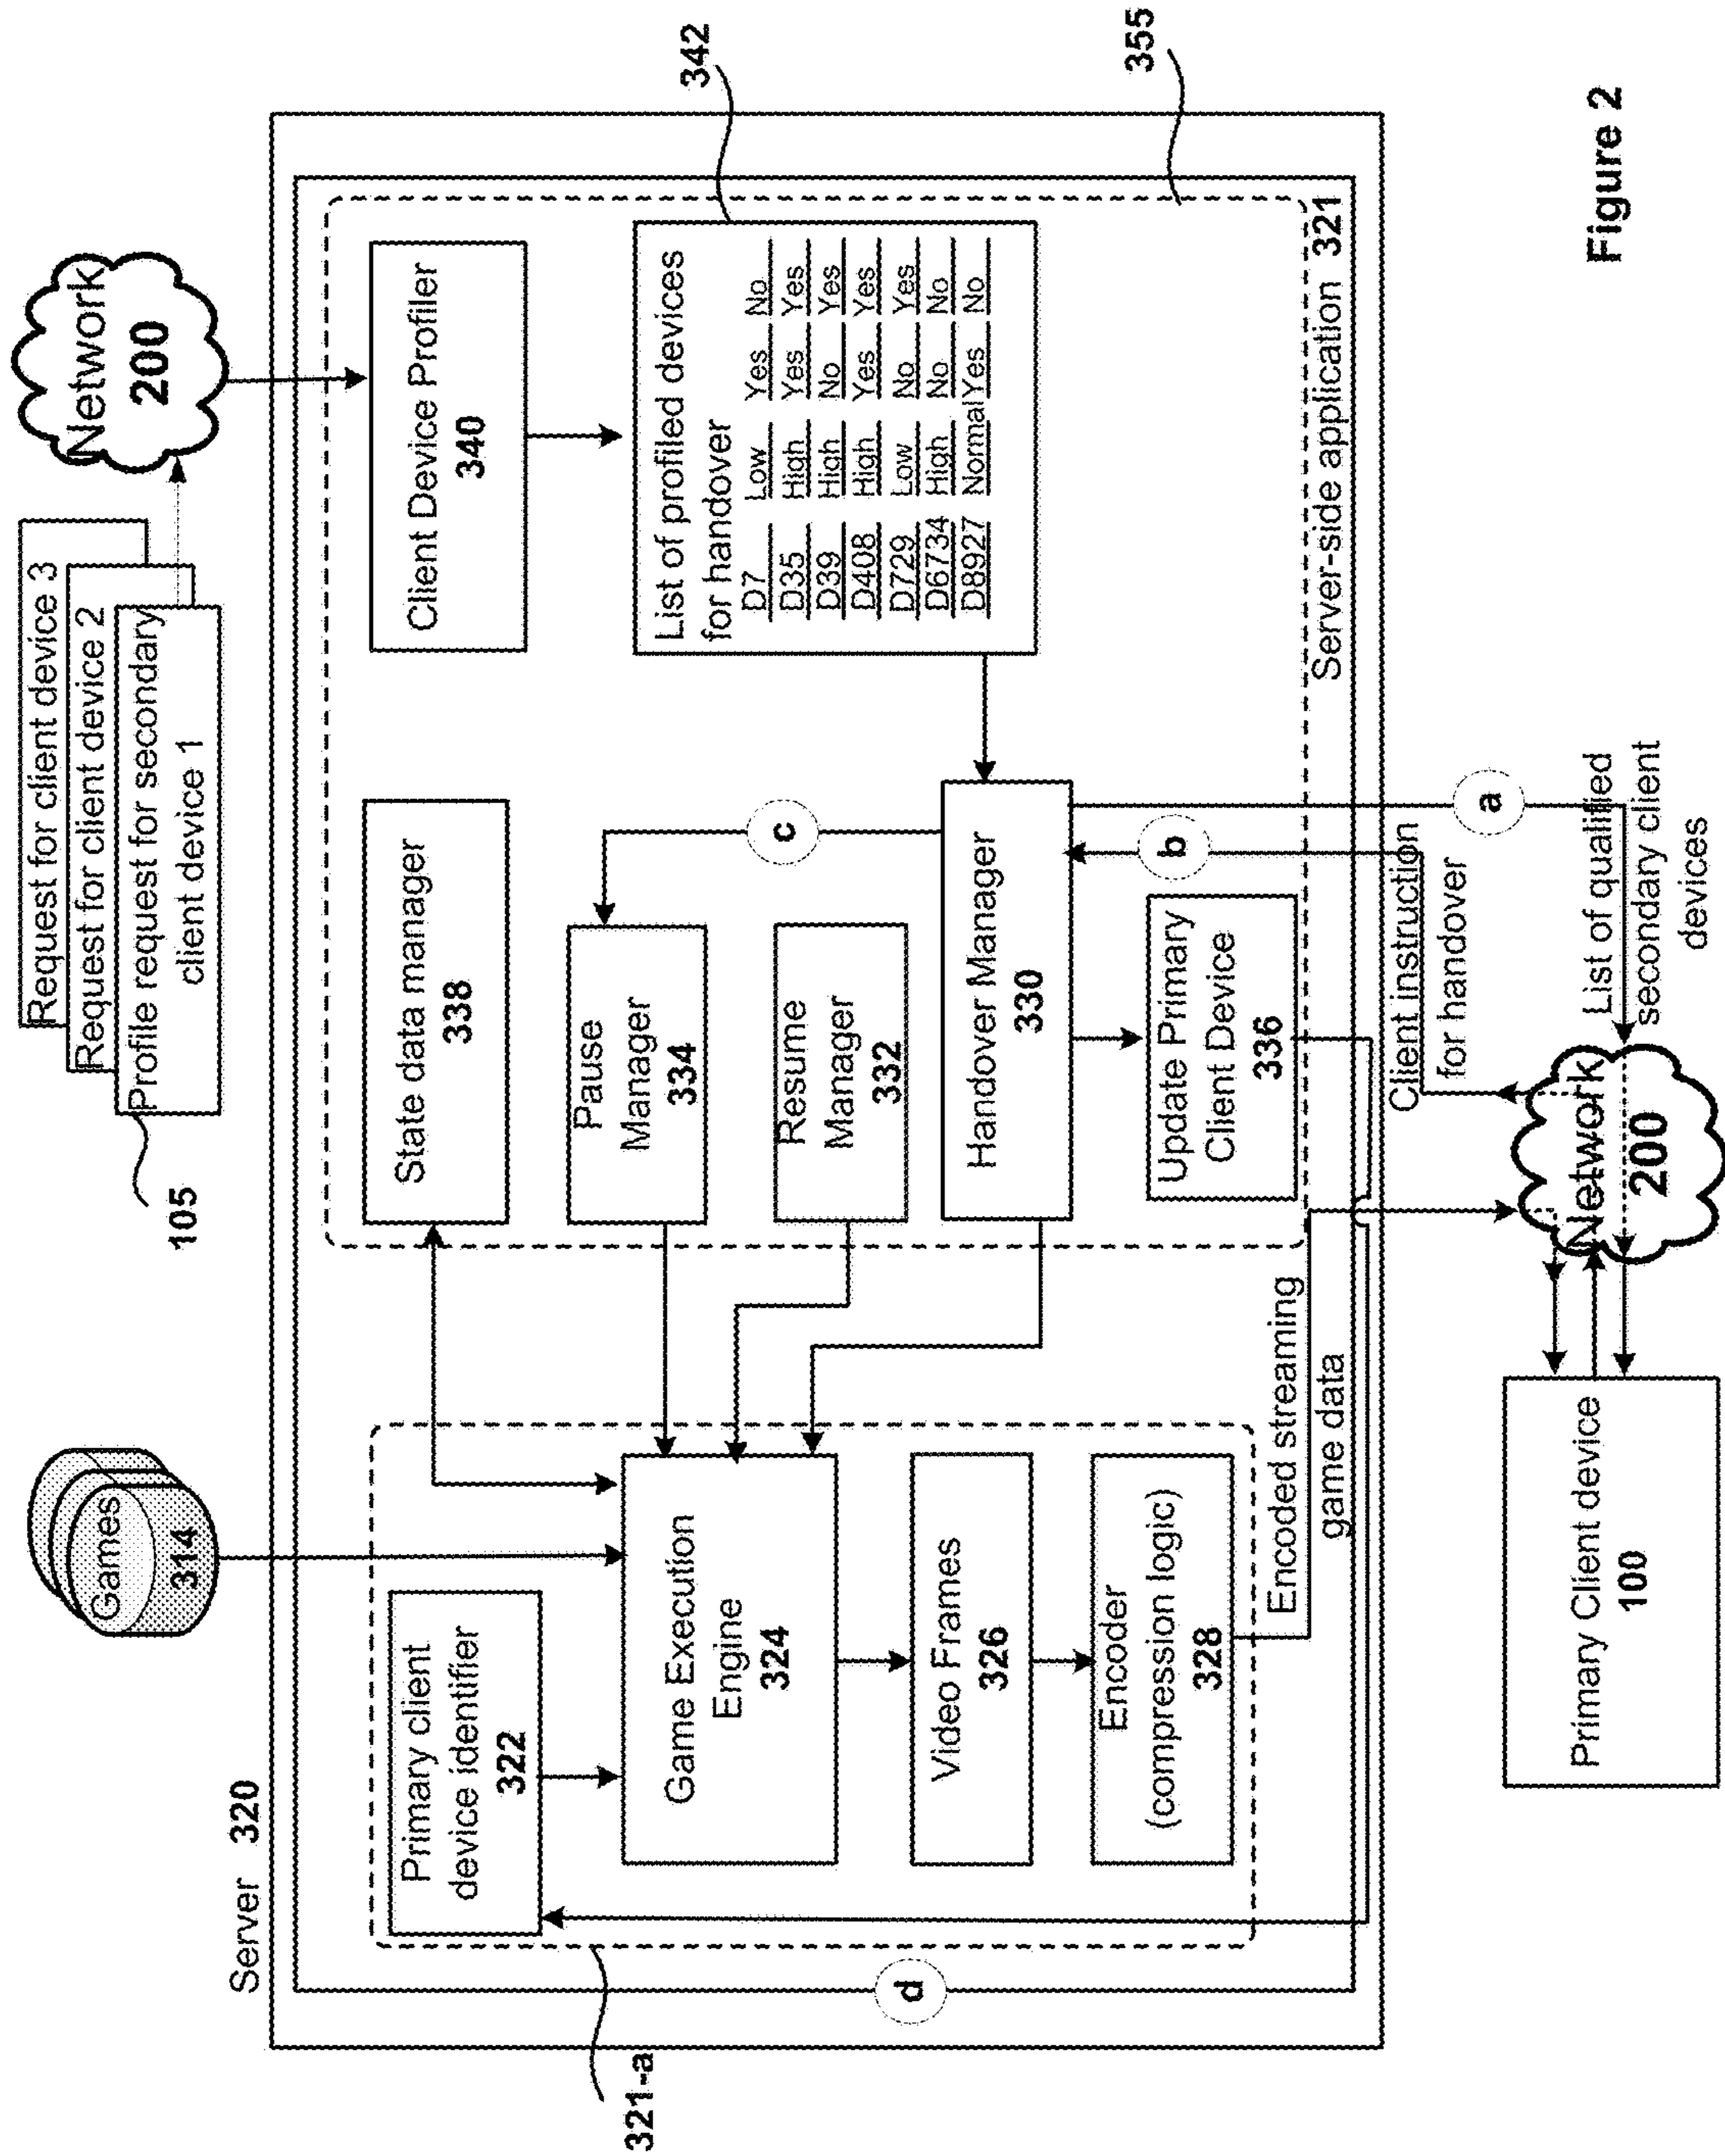 Server 320
Games
314
Request for client device 3
Request for client device 2
Profile request for secondary
client device 1
105
Network
200
321-a
Primary client
device identifier
322
Game Execution
Engine
324
Video Frames
326
Encoder
(compression logic)
328
d
State data manager
338
Pause
Manager
334
Resume
Manager
332
c
Handover Manager
330
Update Primary
Client Device
336
Client Device Profiler
340
342
List of profiled devices
for handover
D7 Low Yes No
D35 High Yes Yes
D39 High No Yes
D408 High Yes Yes
D729 Low No Yes
D6734 High No No
D8927 Normal Yes No
355
Server-side application 321
Encoded streaming
game data
b
a
Client instruction
for handover
List of qualified
secondary client
devices
Primary Client device
100
Network
200
Figure 2